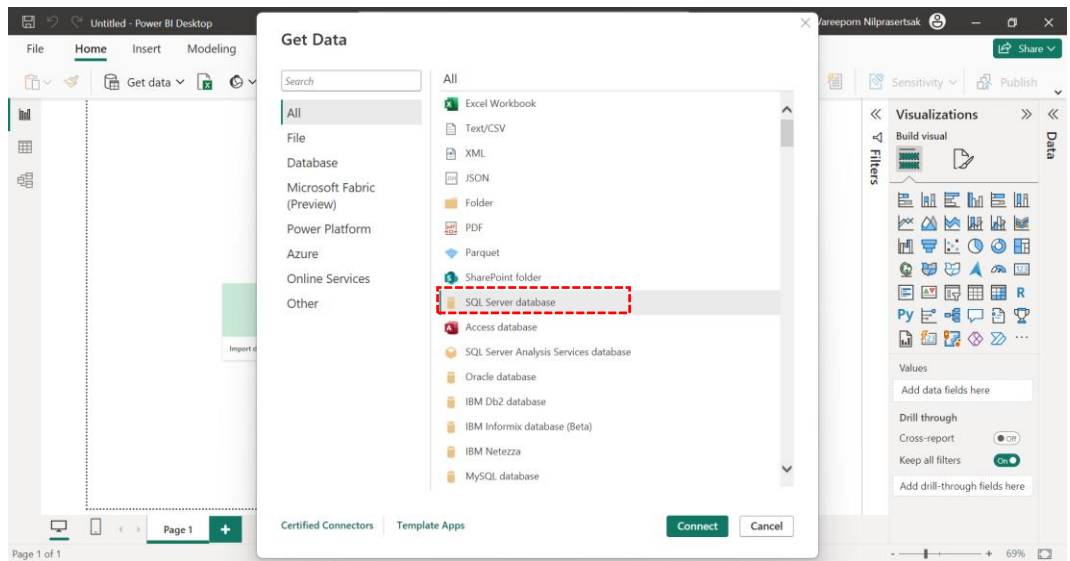 Untitled - Power BI Desktop
Vareeporn Nilprasertsak
File Home Insert Modeling
Share
Get data
Sensitivity
Publish
Get Data
Search
All
File
Database
Microsoft Fabric
(Preview)
Power Platform
Azure
Online Services
Other
All
Excel Workbook
Text/CSV
XML
JSON
Folder
PDF
Parquet
SharePoint folder
SQL Server database
Access database
SQL Server Analysis Services database
Oracle database
IBM Db2 database
IBM Informix database (Beta)
IBM Netezza
MySQL database
Certified Connectors
Template Apps
Connect
Cancel
Import d
Filters
Visualizations
Build visual
R
Py
Values
Add data fields here
Drill through
Cross-report
Off
Keep all filters
On
Add drill-through fields here
Data
Page 1
Page 1 of 1
69%